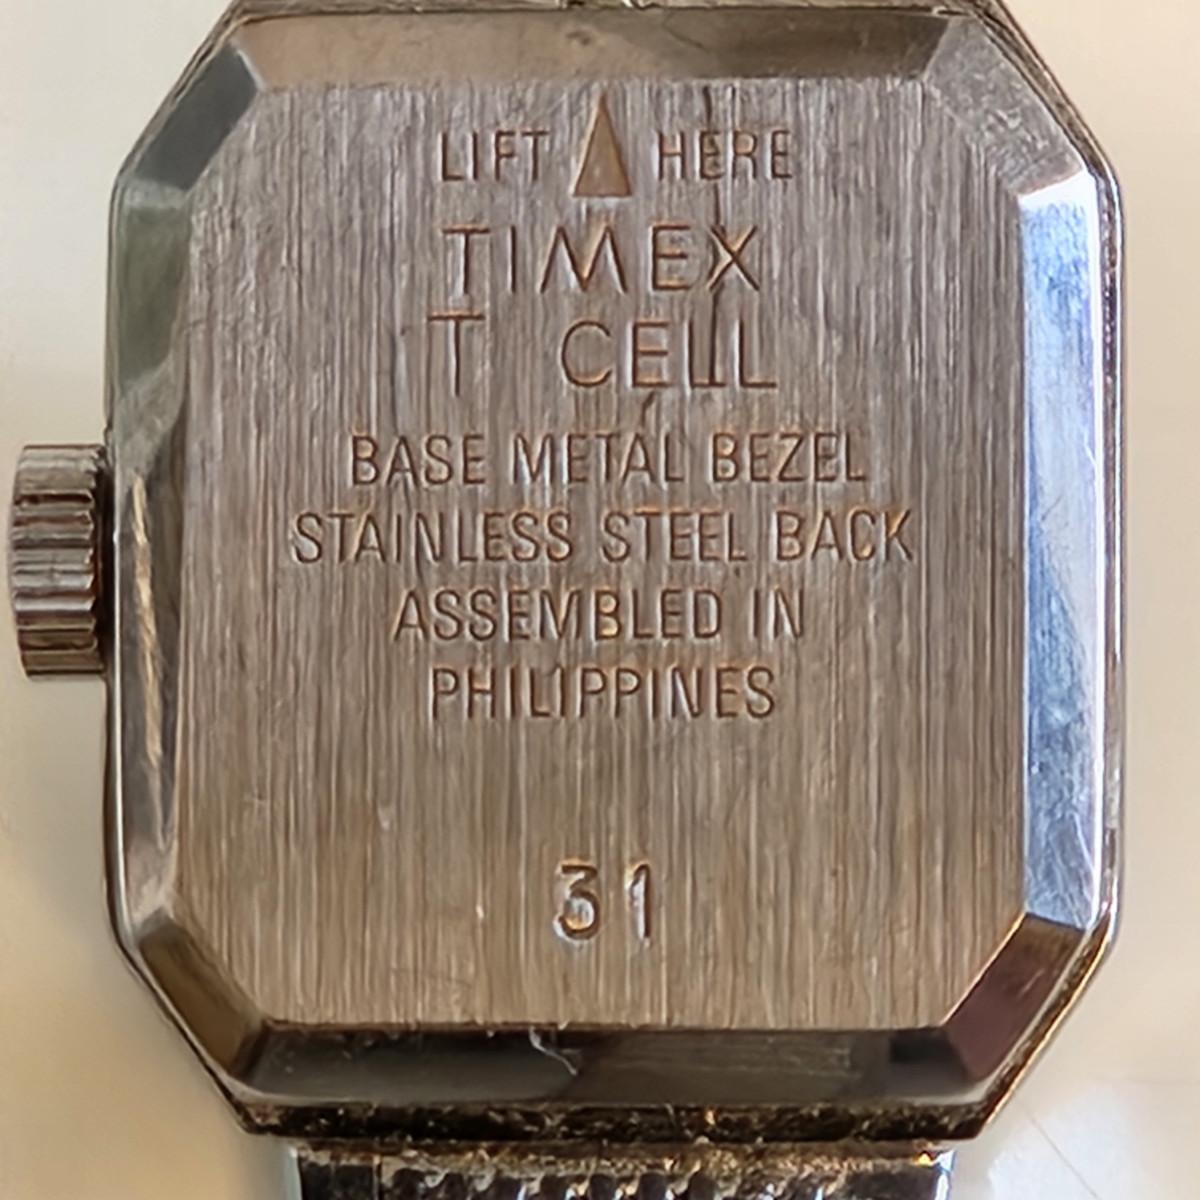 LIFT HERE
TIMEX
T CELL
BASE METAL BEZEL
STAINLESS STEEL BACK
ASSEMBLED IN
PHILIPPINES
31